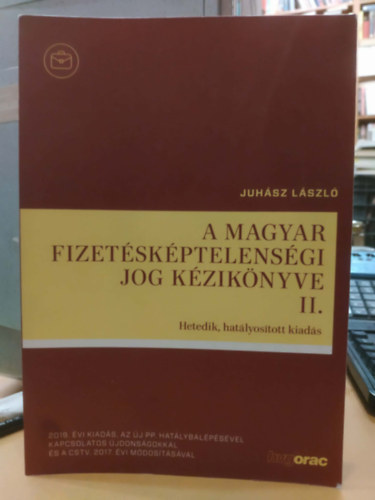 JUHÁSZ LÁSZLÓ
A MAGYAR
FIZETÉSKÉPTELENSÉGI
JOG KÉZIKÖNYVE
II.
Hetedik, hatályosított kiadás
2019. ÉVI KIADÁS, AZ ÚJ PP. HATÁLYBALÉPÉSÉVEL
KAPCSOLATOS ÚJDONSÁGOKKAL
ÉS A CSTV. 2017. ÉVI MÓDOSÍTÁSÁVAL
hvgorac